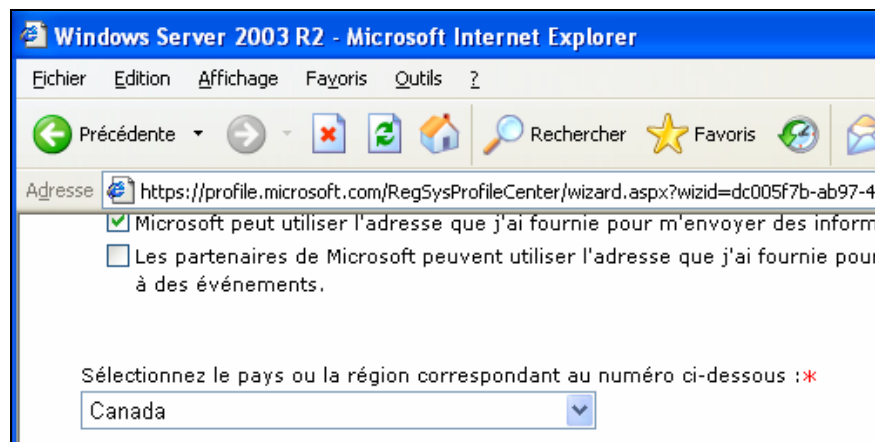 Windows Server 2003 R2 - Microsoft Internet Explorer
Fichier Edition Affichage Favoris Outils ?
Précédente Rechercher Favoris
Adresse https://profile.microsoft.com/RegSysProfileCenter/wizard.aspx?wizid=dc005f7b-ab97-4
Microsoft peut utiliser l'adresse que j'ai fournie pour m'envoyer des inform
Les partenaires de Microsoft peuvent utiliser l'adresse que j'ai fournie pour
à des événements.
Sélectionnez le pays ou la région correspondant au numéro ci-dessous :*
Canada